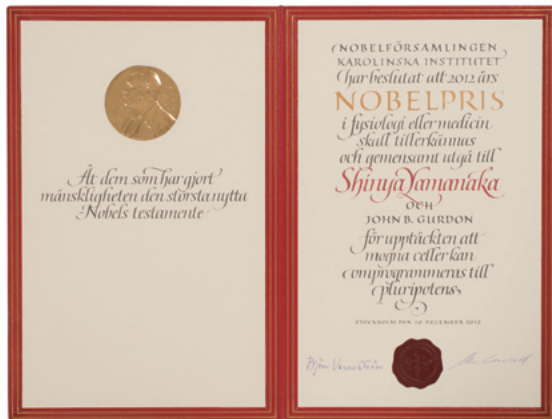 Åt dem som har gjort
mänskligheten den största nytta
Nobels testamente
NOBELFÖRSAMLINGEN
KAROLINSKA INSTITUTET
har beslutat att 2012 års
NOBELPRIS
i fysiologi eller medicin
skall tillerkännas
och gemensamt utgå till
Shinya Yamanaka
OCH
JOHN B. GURDON
för upptäckten att
mogna celler kan
omprogrammeras till
pluripotens
STOCKHOLM DEN 10 DECEMBER 2012